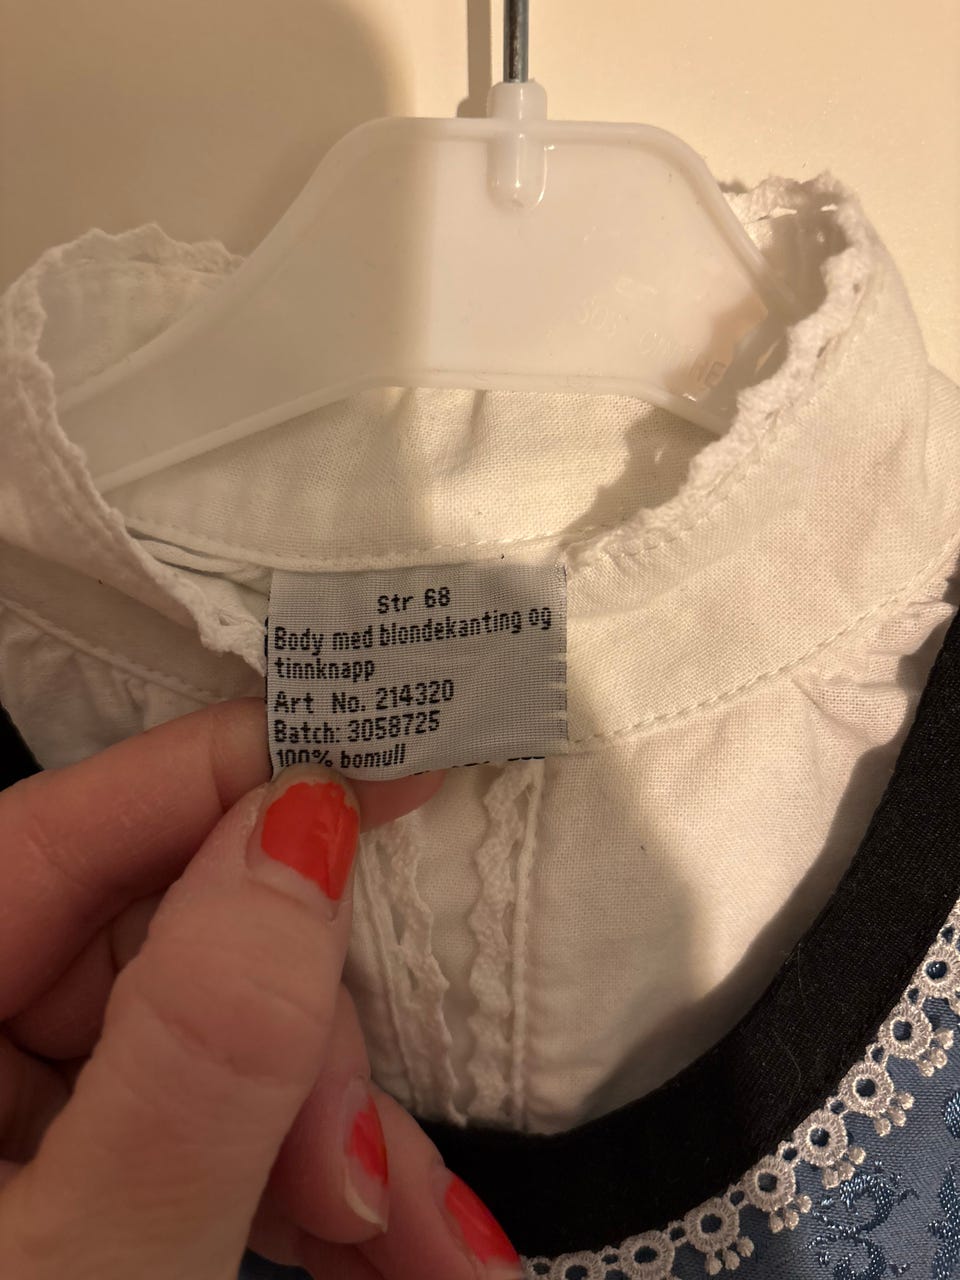 Str 68
Body med blondekanting og
tinnknapp
Art No. 214320
Batch: 3058725
100% bomull